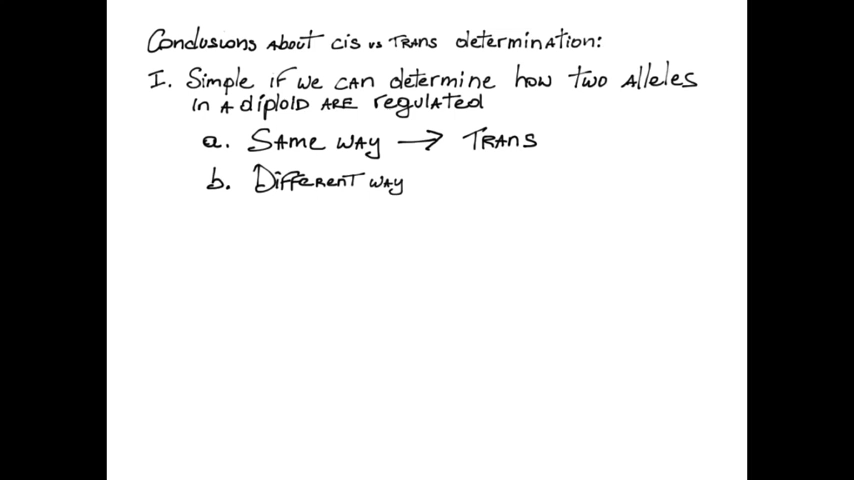 Conclusions About cis vs TRANS determination:
I. Simple if we can determine how two alleles
in a diploid ARE regulated
a. Same way → TRANS
b. Different way